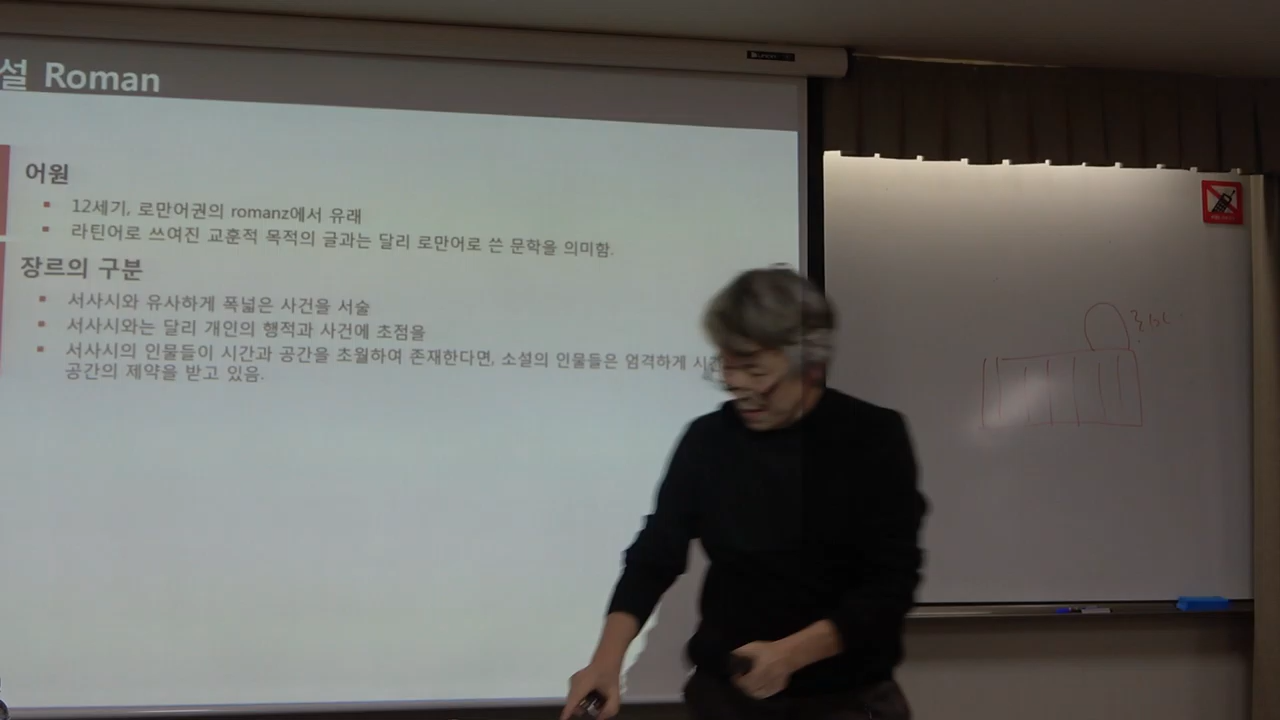 설 Roman
어원
12세기, 로만어권의 romanz에서 유래
라틴어로 쓰여진 교훈적 목적의 글과는 달리 로만어로 쓴 문학을 의미함.
장르의 구분
서사시와 유사하게 폭넓은 사건을 서술
서사시와는 달리 개인의 행적과 사건에 초점을
서사시의 인물들이 시간과 공간을 초월하여 존재한다면, 소설의 인물들은 엄격하게 시간
공간의 제약을 받고 있음.